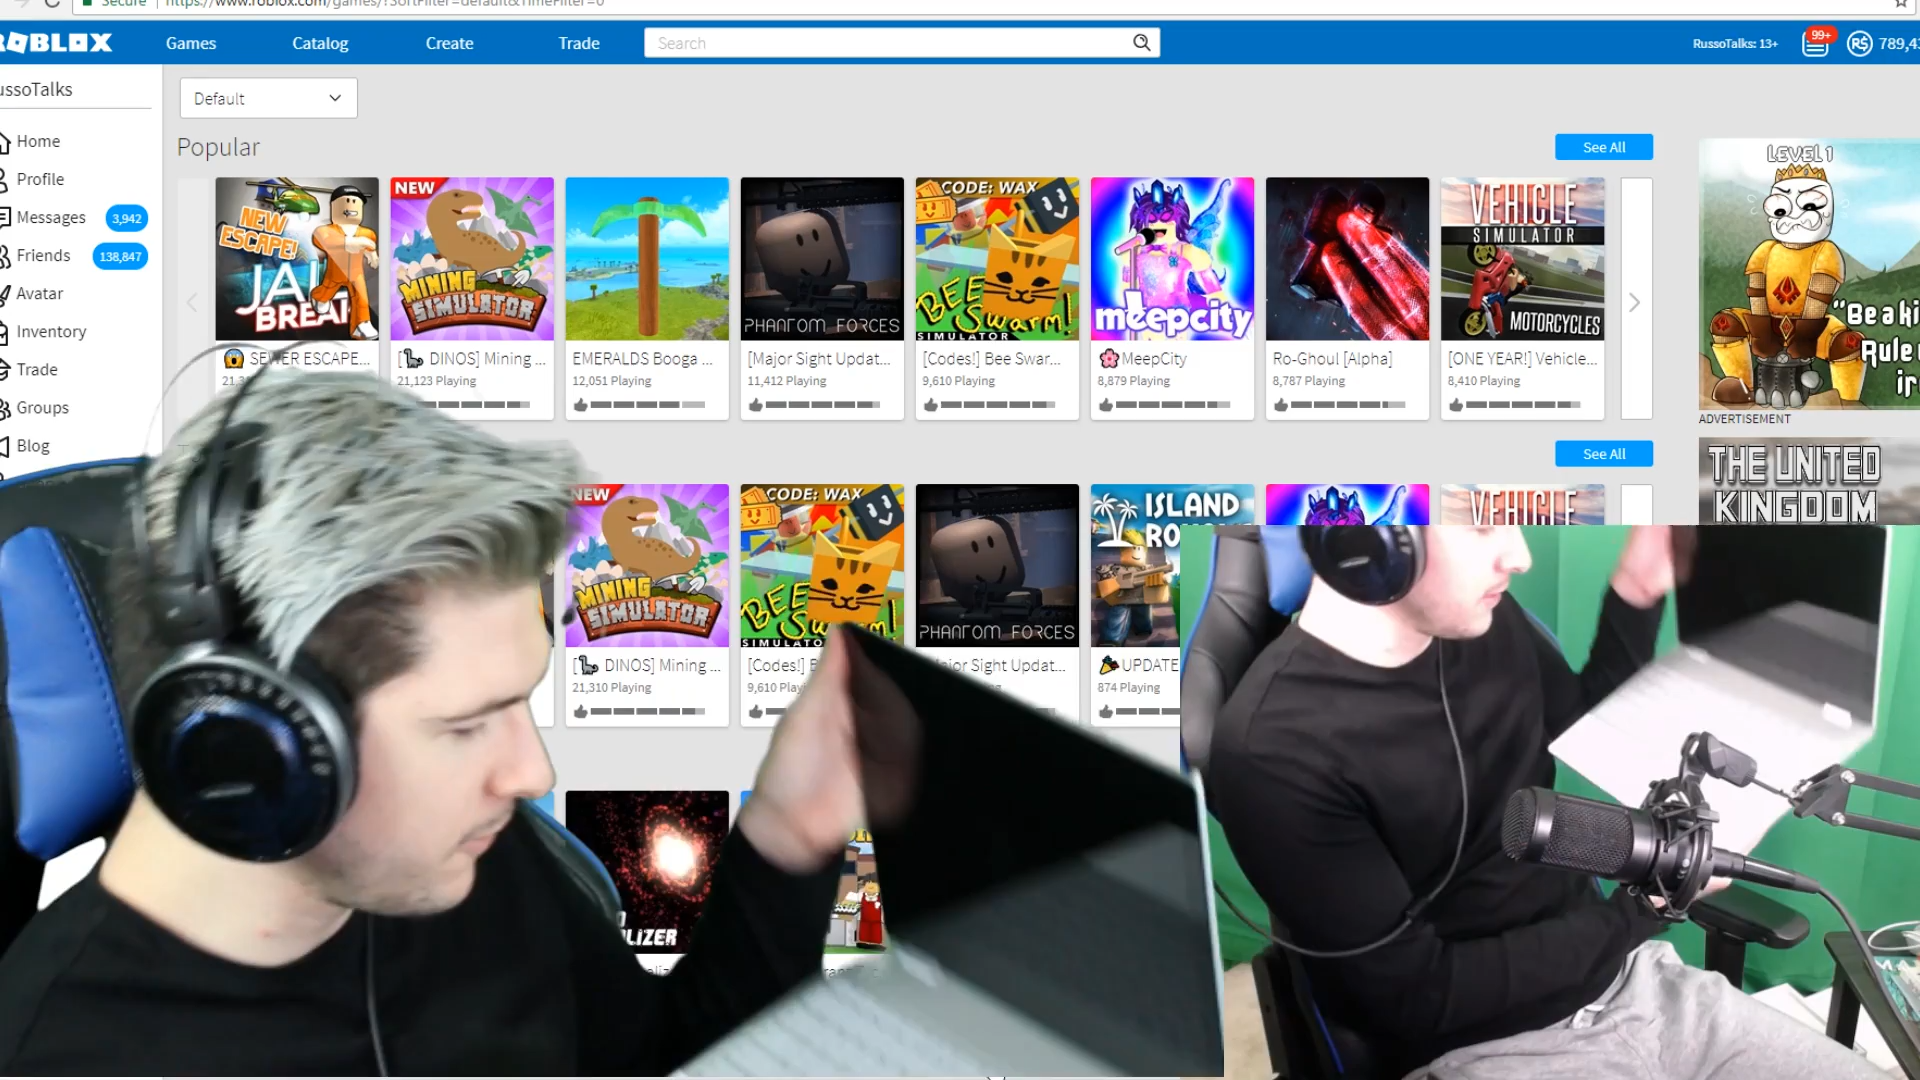 Secure https://www.roblox.com/games/?SortFilter=default&TimeFilter=0
ROBLOX Games Catalog Create Trade Search RussoTalks: 13+ 99+ R$
Default
Popular See All
Home
Profile
Messages 3,942
Friends 138,847
Avatar
Inventory
Trade
Groups
Blog
NEW ESCAPE!
JAIL
BREAK
NEW
MINING
SIMULATOR
PHANTOM FORCES
CODE: WAX
BEE
Swarm!
SIMULATOR
meepcity
VEHICLE
SIMULATOR
MOTORCYCLES
SEWER ESCAPE...
[DINOS] Mining ...
21,123 Playing
EMERALDS Booga ...
12,051 Playing
[Major Sight Updat...
11,412 Playing
[Codes!] Bee Swar...
9,610 Playing
MeepCity
8,879 Playing
Ro-Ghoul [Alpha]
8,787 Playing
[ONE YEAR!] Vehicle...
8,410 Playing
LEVEL 1
"Be a ki
Rule
ir
ADVERTISEMENT
THE UNITED
KINGDOM
See All
NEW
MINING
SIMULATOR
CODE: WAX
BEE
PHANTOM FORCES
ISLAND
VEHICLE
[DINOS] Mining ...
21,310 Playing
[Codes!]
9,610
Sight Updat...
UPDATE
874 Playing